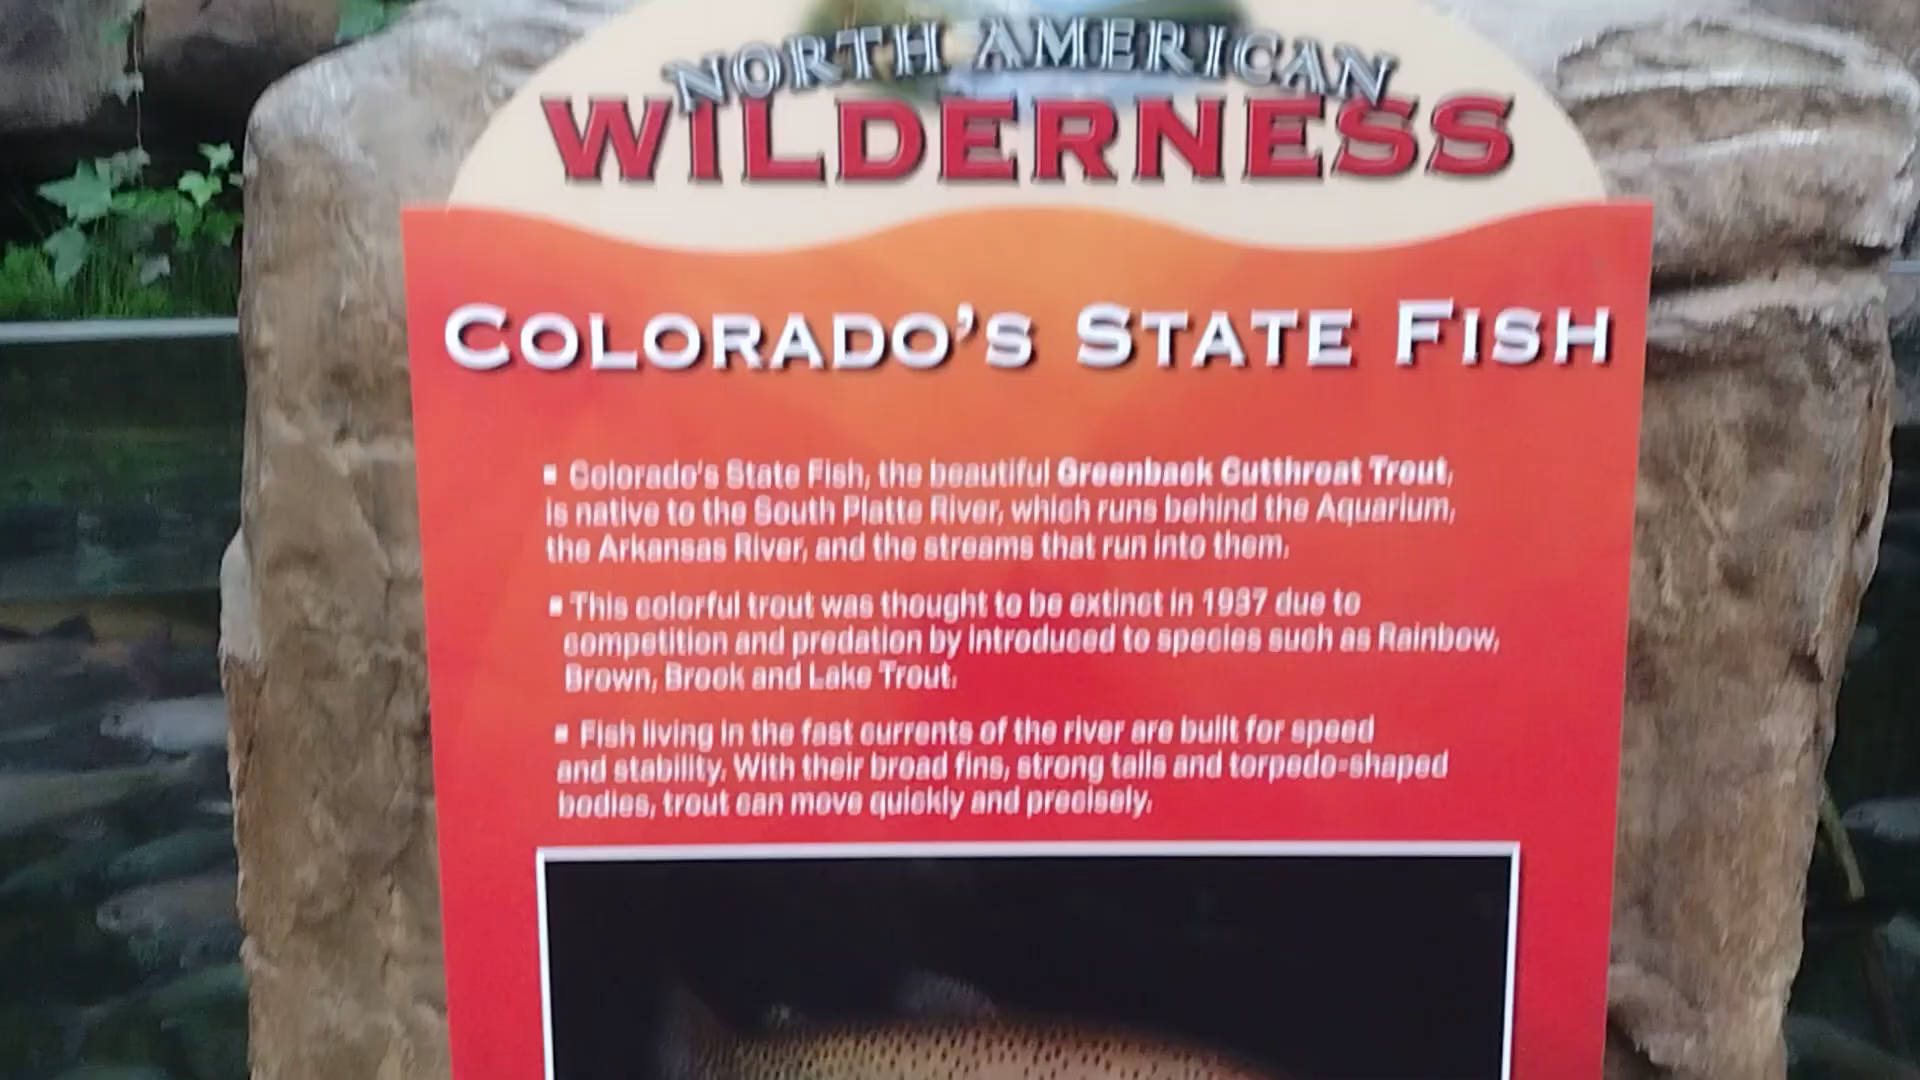 NORTH AMERICAN
WILDERNESS
COLORADO'S STATE FISH
▪ Colorado's State Fish, the beautiful Greenback Cutthroat Trout,
is native to the South Platte River, which runs behind the Aquarium,
the Arkansas River, and the streams that run into them.
▪ This colorful trout was thought to be extinct in 1937 due to
competition and predation by introduced to species such as Rainbow,
Brown, Brook and Lake Trout.
▪ Fish living in the fast currents of the river are built for speed
and stability. With their broad fins, strong tails and torpedo-shaped
bodies, trout can move quickly and precisely.